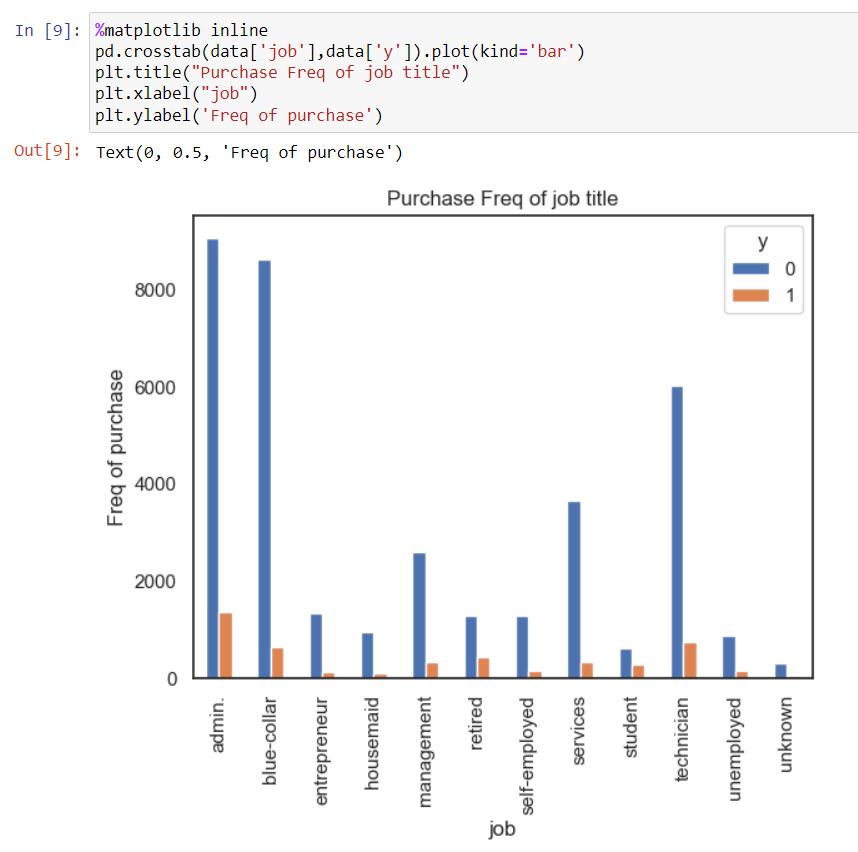 In [9]: %matplotlib inline
pd.crosstab(data['job'],data['y']).plot(kind='bar')
plt.title("Purchase Freq of job title")
plt.xlabel("job")
plt.ylabel('Freq of purchase')
Out[9]: Text(0, 0.5, 'Freq of purchase')
Purchase Freq of job title
y
0
1
8000
6000
4000
2000
0
Freq of purchase
admin.
blue-collar
entrepreneur
housemaid
management
retired
self-employed
services
student
technician
unemployed
unknown
job